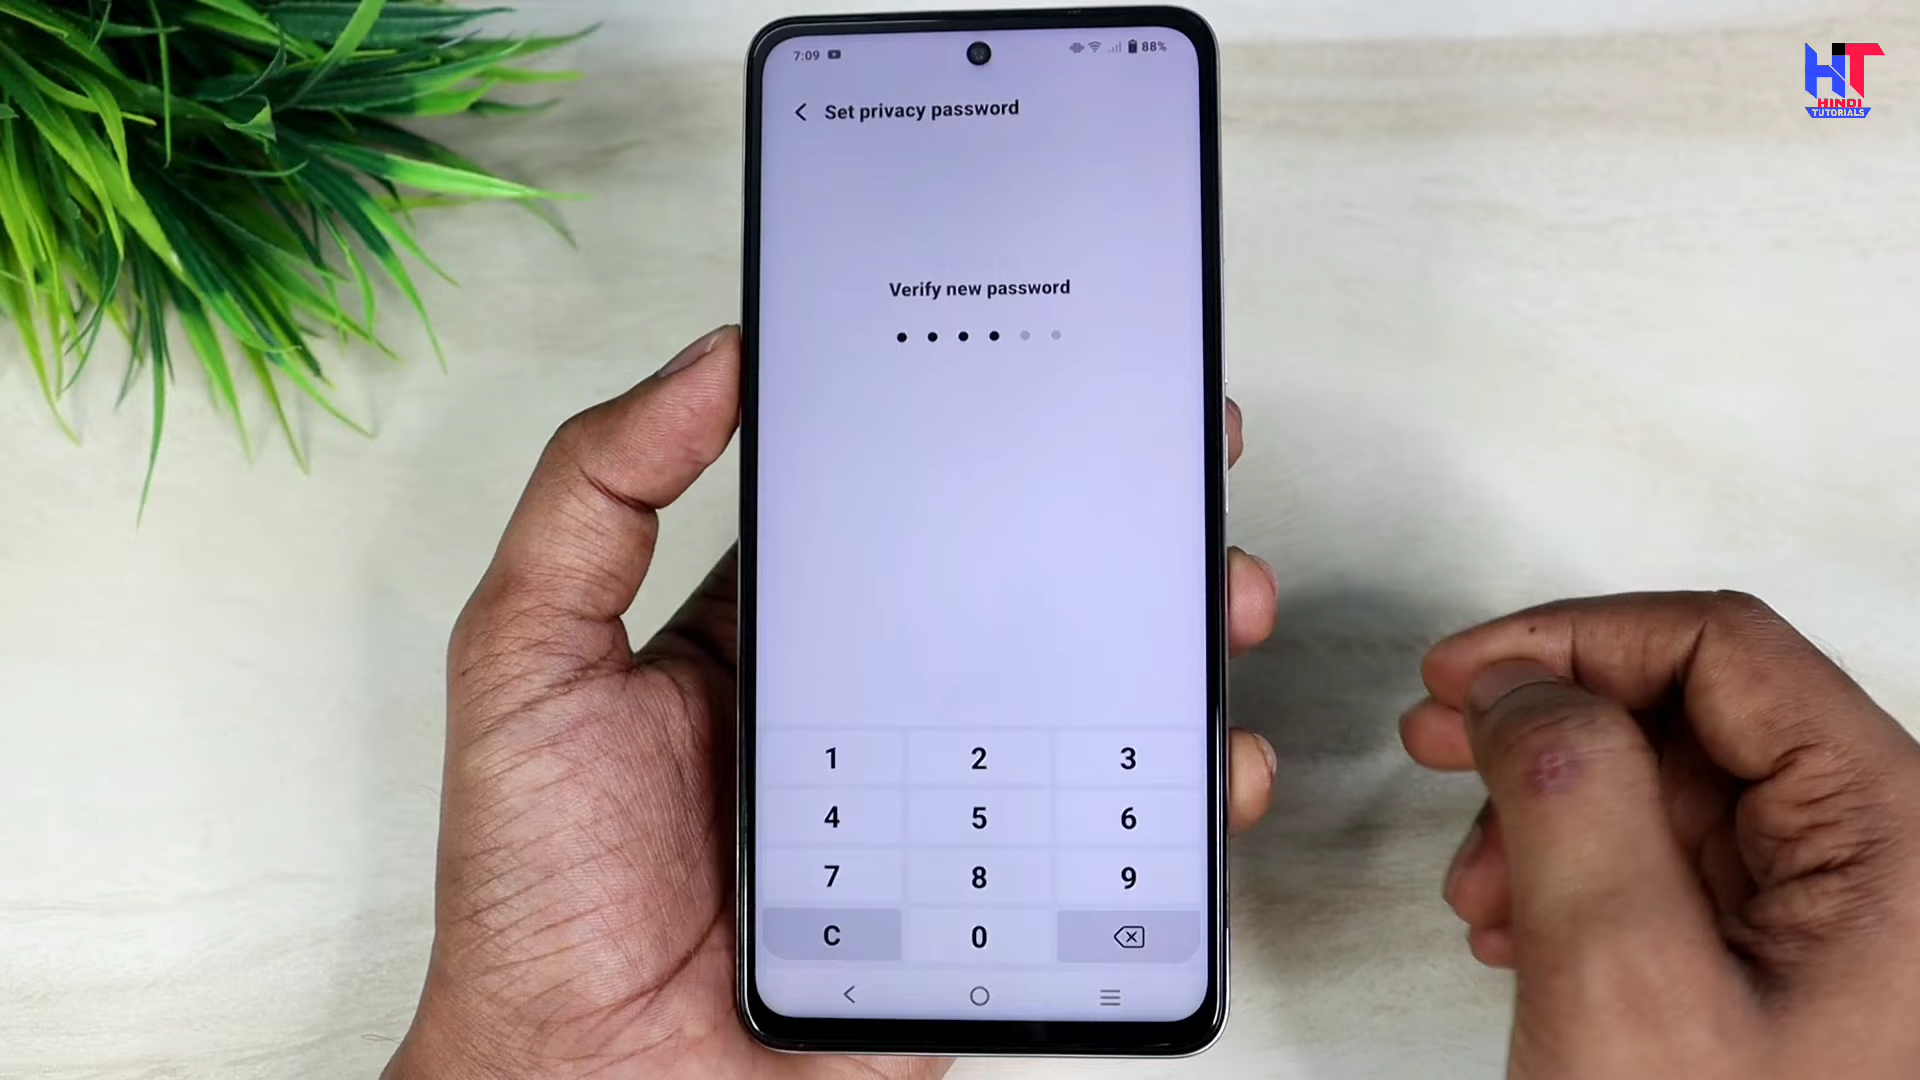 7:09
88%
Set privacy password
Verify new password
1 2 3
4 5 6
7 8 9
C 0
HT
HINDI
TUTORIALS